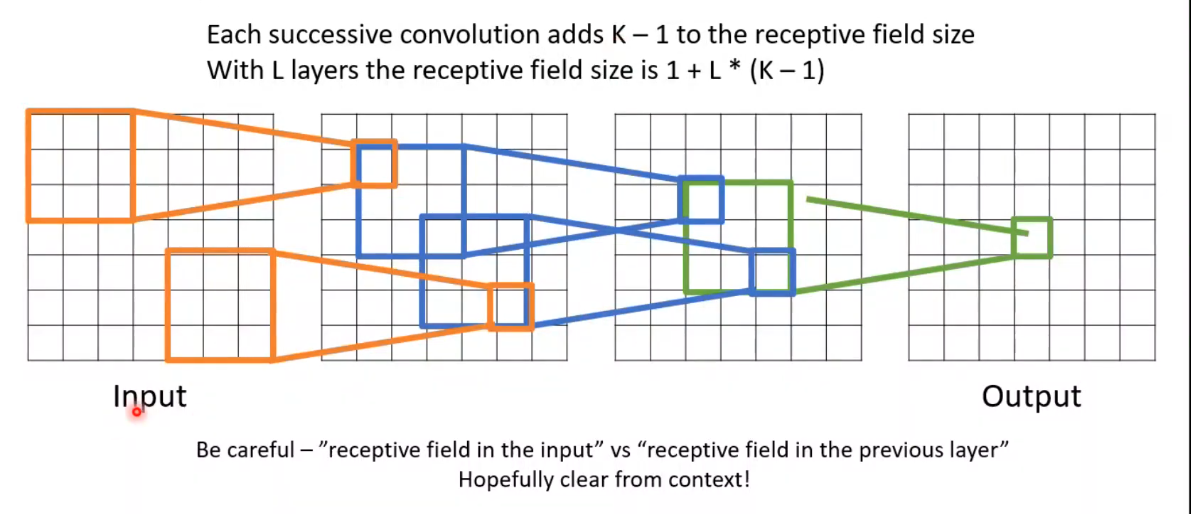 Each successive convolution adds K – 1 to the receptive field size
With L layers the receptive field size is 1 + L * (K – 1)
Input
Output
Be careful – ”receptive field in the input” vs “receptive field in the previous layer”
Hopefully clear from context!